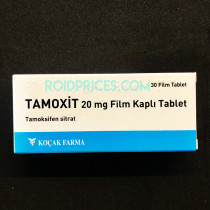 ROIDPRICES.COM
30 Film Tablet
TAMOXİT 20 mg Film Kaplı Tablet
Tamoksifen sitrat
KOÇAK FARMA